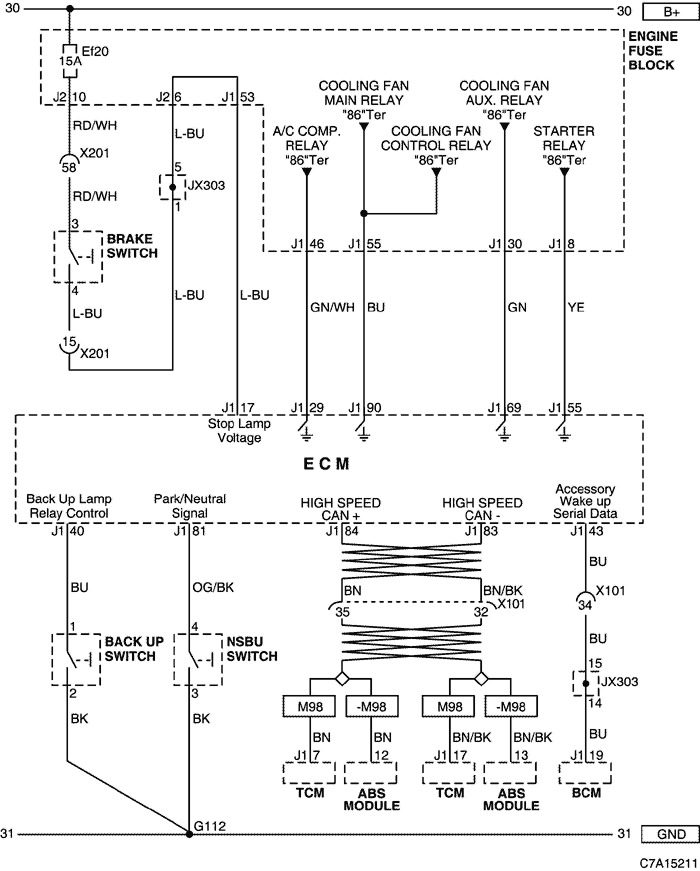 30
30
B+
Ef20
15A
ENGINE
FUSE
BLOCK
COOLING FAN
MAIN RELAY
"86"Ter
COOLING FAN
AUX. RELAY
"86"Ter
J2 10
J2 6
J1 53
A/C COMP.
RELAY
"86"Ter
COOLING FAN
CONTROL RELAY
"86"Ter
STARTER
RELAY
"86"Ter
RD/WH
L-BU
X201
58
5
JX303
1
RD/WH
3
BRAKE
SWITCH
4
J1 46
J1 55
J1 30
J1 8
L-BU
L-BU
L-BU
GN/WH
BU
GN
YE
15
X201
J1 17
J1 29
J1 90
J1 69
J1 55
Stop Lamp
Voltage
ECM
Back Up Lamp
Relay Control
Park/Neutral
Signal
HIGH SPEED
CAN +
HIGH SPEED
CAN -
Accessory
Wake up
Serial Data
J1 40
J1 81
J1 84
J1 83
J1 43
BU
OG/BK
BN
BN/BK
BU
X101
34
35
32
X101
1
BACK UP
SWITCH
2
4
NSBU
SWITCH
3
BU
15
JX303
14
M98
-M98
M98
-M98
BK
BK
BN
BN
BN/BK
BN/BK
BU
J1 7
12
J1 17
13
J1 19
TCM
ABS
MODULE
TCM
ABS
MODULE
BCM
G112
31
31
GND
C7A15211